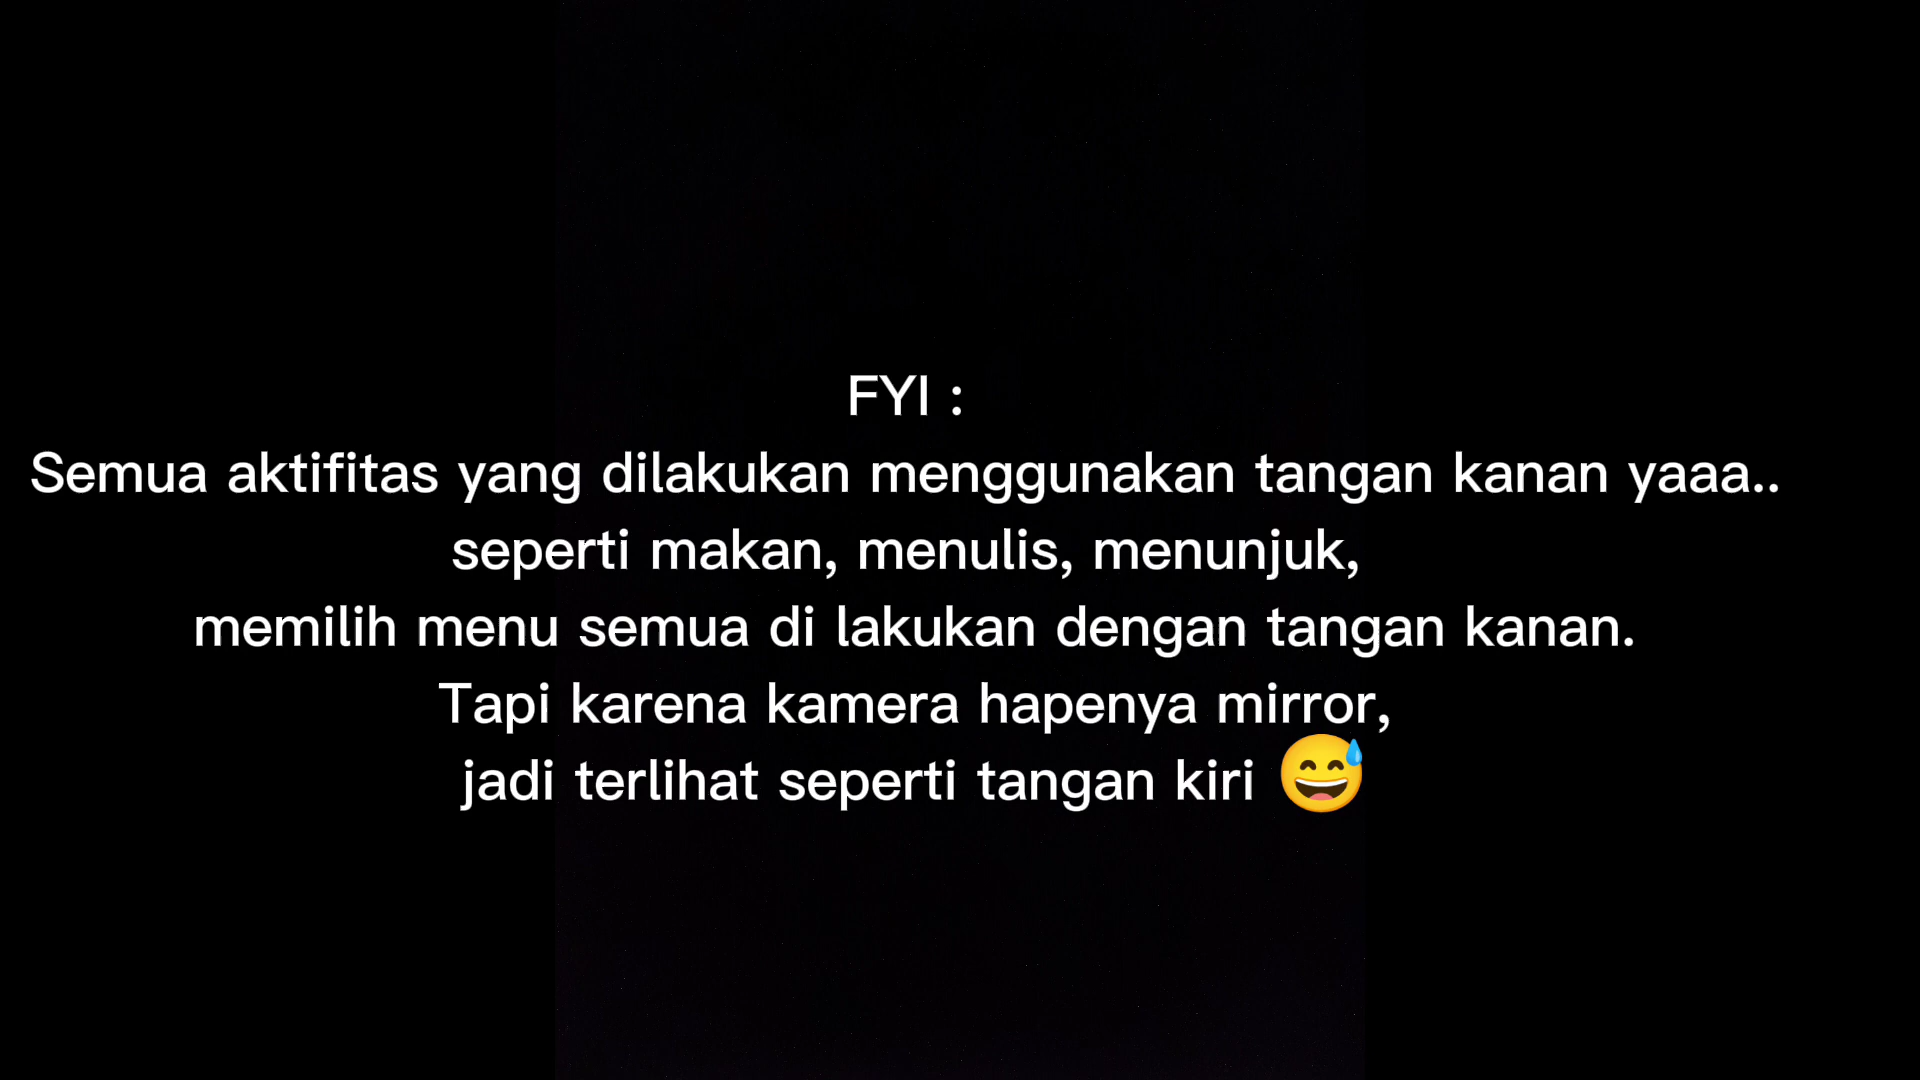 FYI :
Semua aktifitas yang dilakukan menggunakan tangan kanan yaaa..
seperti makan, menulis, menunjuk,
memilih menu semua di lakukan dengan tangan kanan.
Tapi karena kamera hapenya mirror,
jadi terlihat seperti tangan kiri 😅